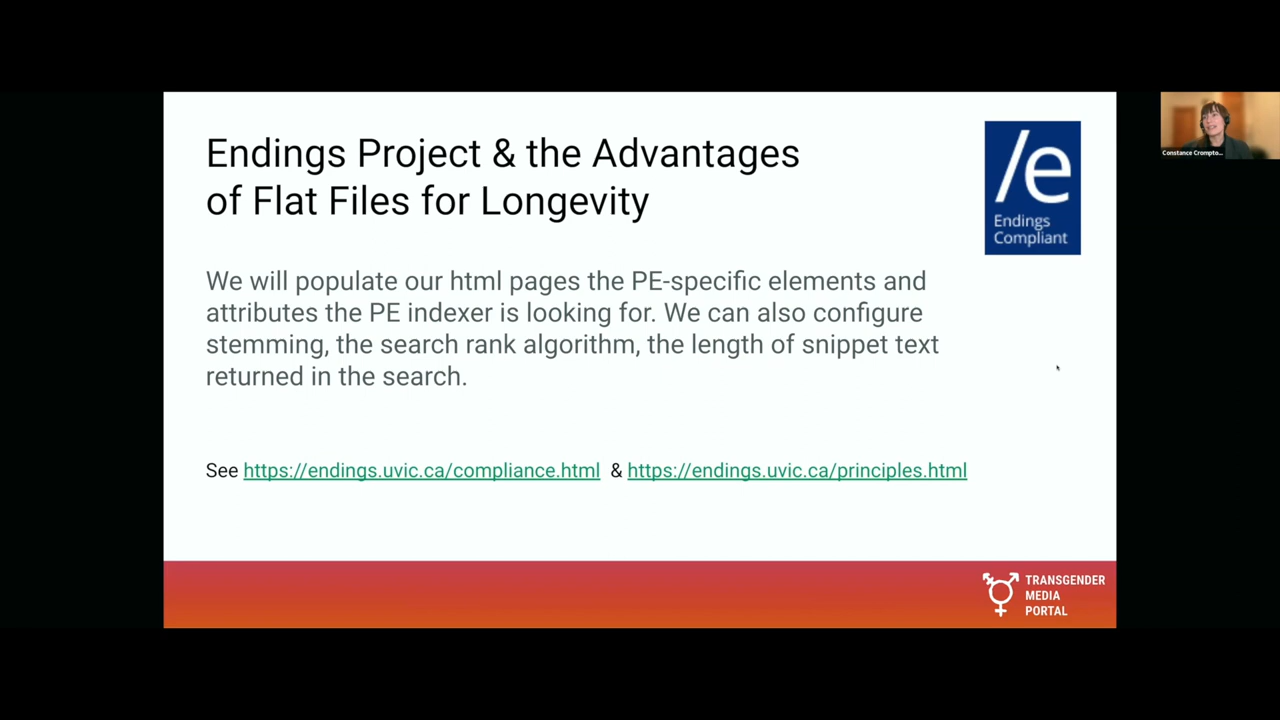 Endings Project & the Advantages
of Flat Files for Longevity
/e
Endings
Compliant
Constance Crompto...
We will populate our html pages the PE-specific elements and
attributes the PE indexer is looking for. We can also configure
stemming, the search rank algorithm, the length of snippet text
returned in the search.
See https://endings.uvic.ca/compliance.html & https://endings.uvic.ca/principles.html
TRANSGENDER
MEDIA
PORTAL